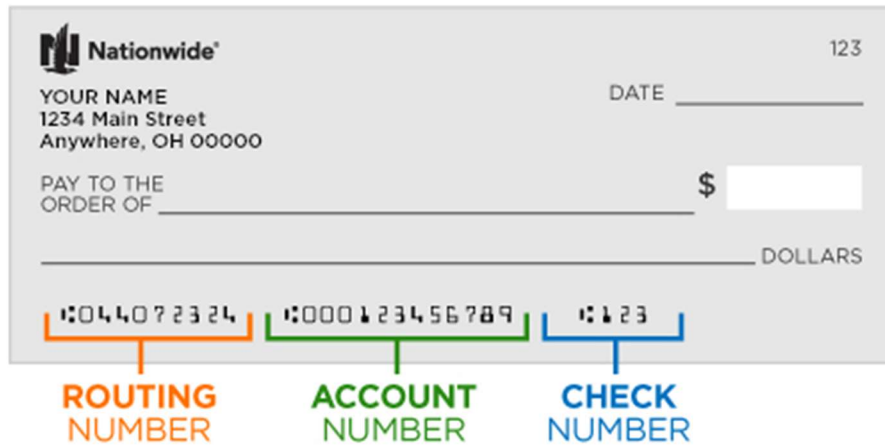 Nationwide®
123
YOUR NAME
1234 Main Street
Anywhere, OH 00000
DATE
PAY TO THE
ORDER OF
$
DOLLARS
⑆044072324 ⑆000123456789 ⑆123
ROUTING ACCOUNT CHECK
NUMBER NUMBER NUMBER